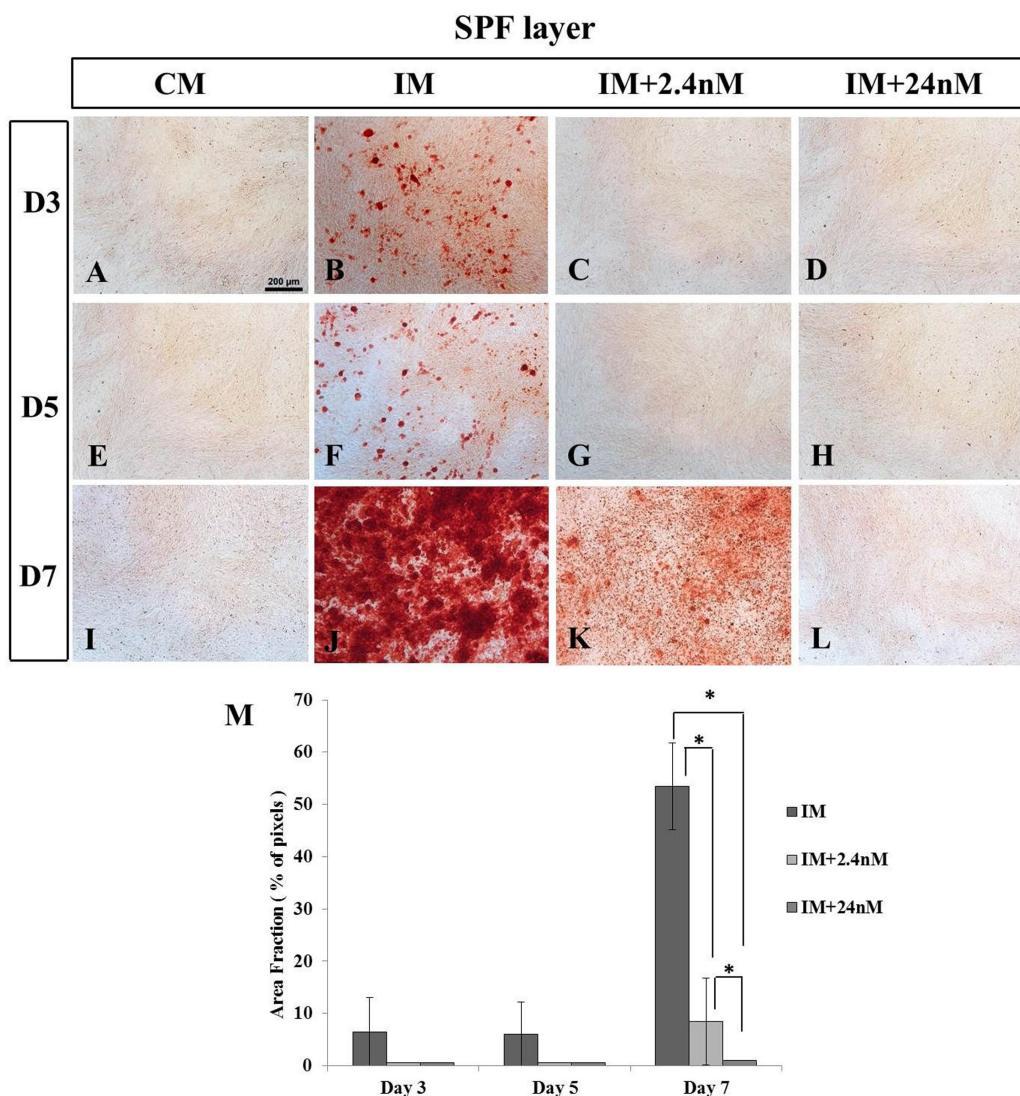 SPF layer
CM IM IM+2.4nM IM+24nM
D3
A 200 µm B C D
D5
E F G H
D7
I J K L
M
70
60
50
40
30
20
10
0
Area Fraction ( % of pixels )
* 
*
*
IM
IM+2.4nM
IM+24nM
Day 3 Day 5 Day 7